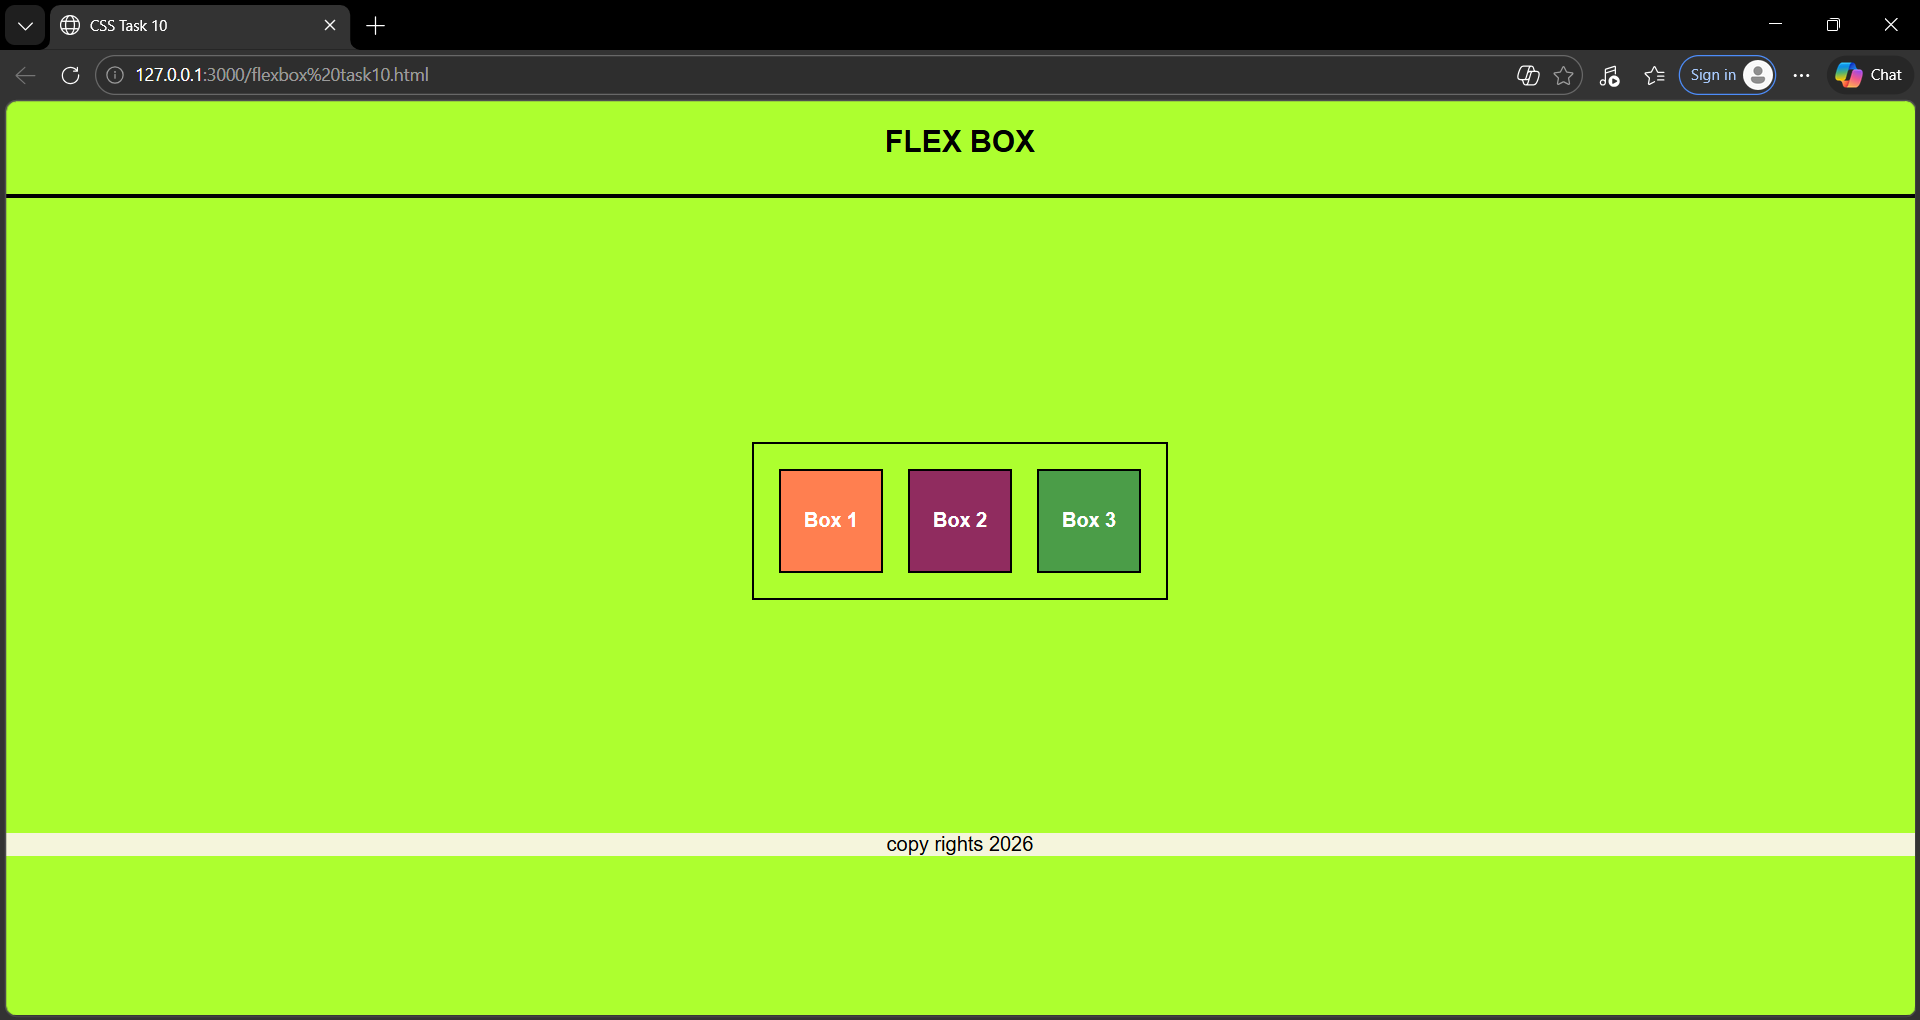 CSS Task 10
127.0.0.1:3000/flexbox%20task10.html
Sign in
Chat
FLEX BOX
Box 1
Box 2
Box 3
copy rights 2026